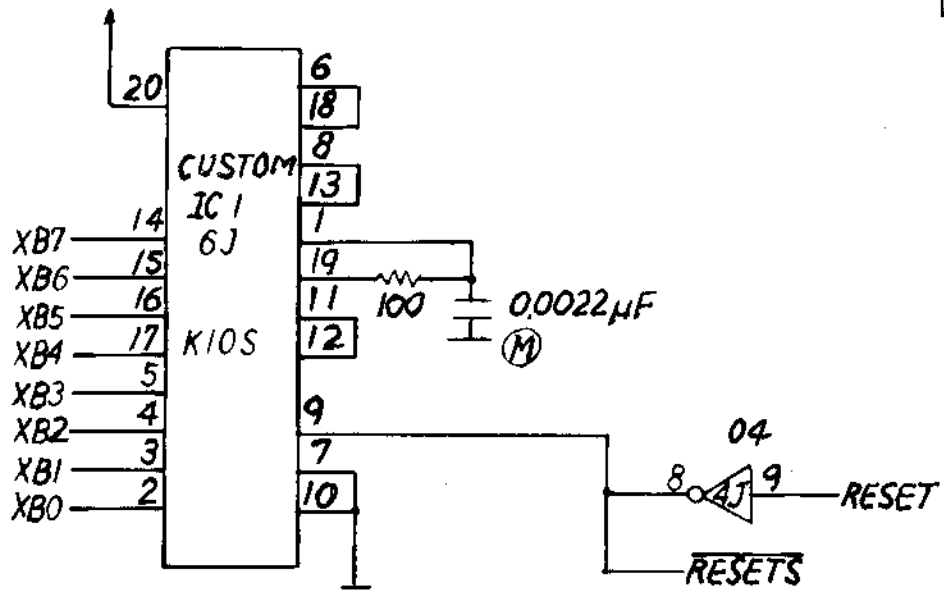 20
6
18
8
CUSTOM
13
IC 1
1
14
6J
XB7
19
15
XB6
100
0.0022μF
11
16
XB5
12
M
17
K10S
XB4
5
XB3
9
4
XB2
04
7
3
XB1
8
4J
9
RESET
10
2
XB0
RESETS